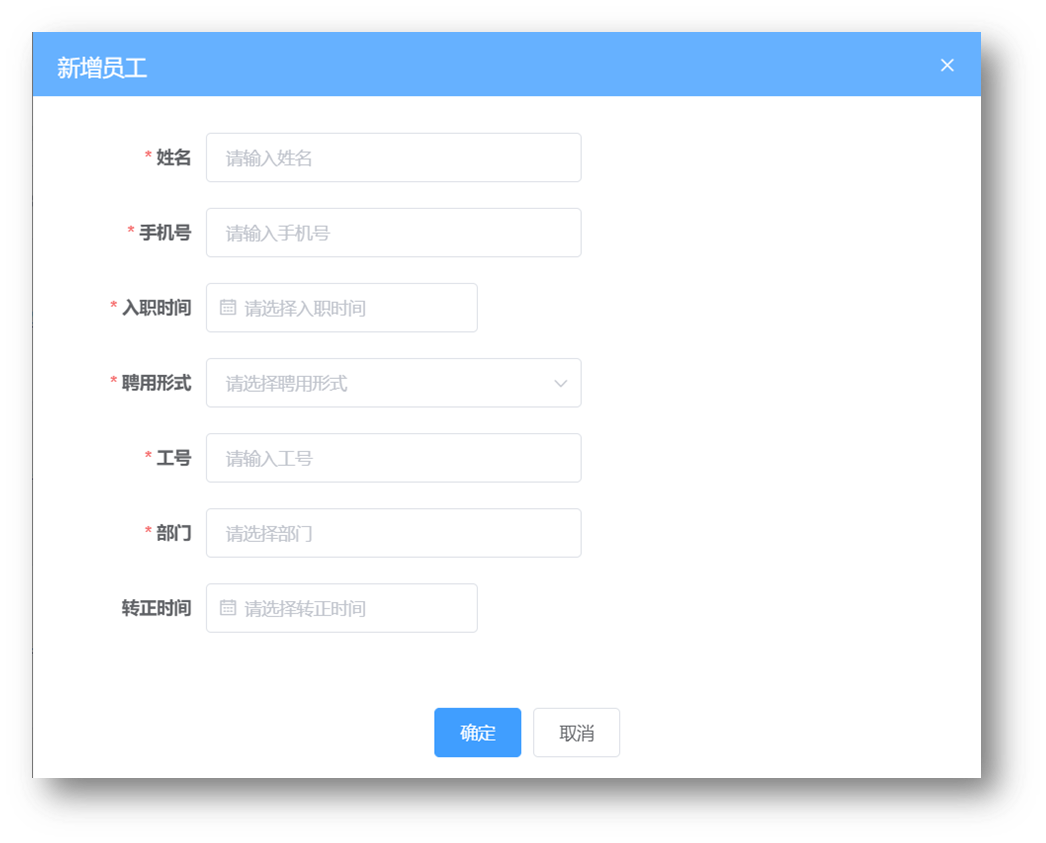 新增员工
* 姓名 请输入姓名
* 手机号 请输入手机号
* 入职时间 请选择入职时间
* 聘用形式 请选择聘用形式
* 工号 请输入工号
* 部门 请选择部门
转正时间 请选择转正时间
确定 取消